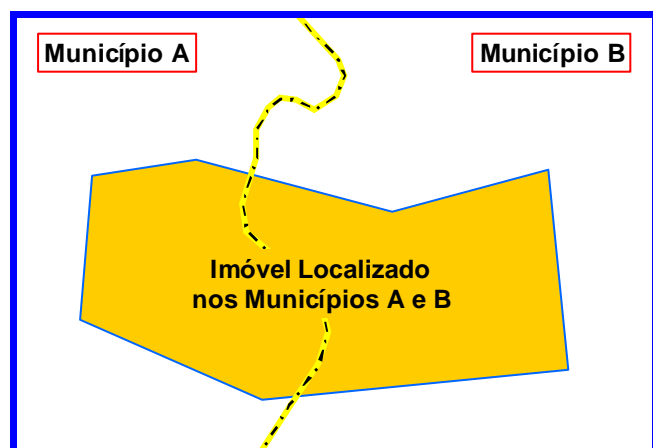 Município A
Município B
Imóvel Localizado
nos Municípios A e B